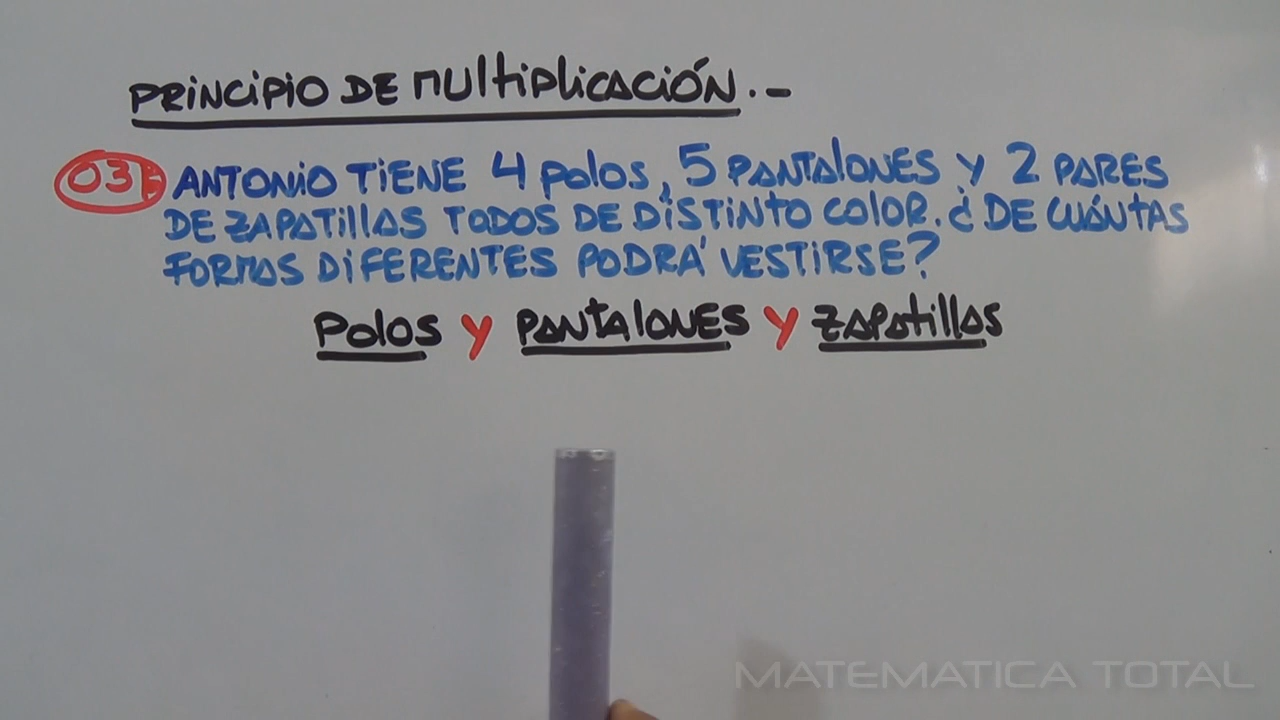 PRINCIPIO DE MULTIPLICACIÓN.-
03: ANTONIO TIENE 4 POLOS, 5 PANTALONES Y 2 PARES
DE ZAPATILLAS TODOS DE DISTINTO COLOR. ¿DE CUÁNTAS
FORMAS DIFERENTES PODRÁ VESTIRSE?
POLOS Y PANTALONES Y ZAPATILLAS
MATEMATICA TOTAL